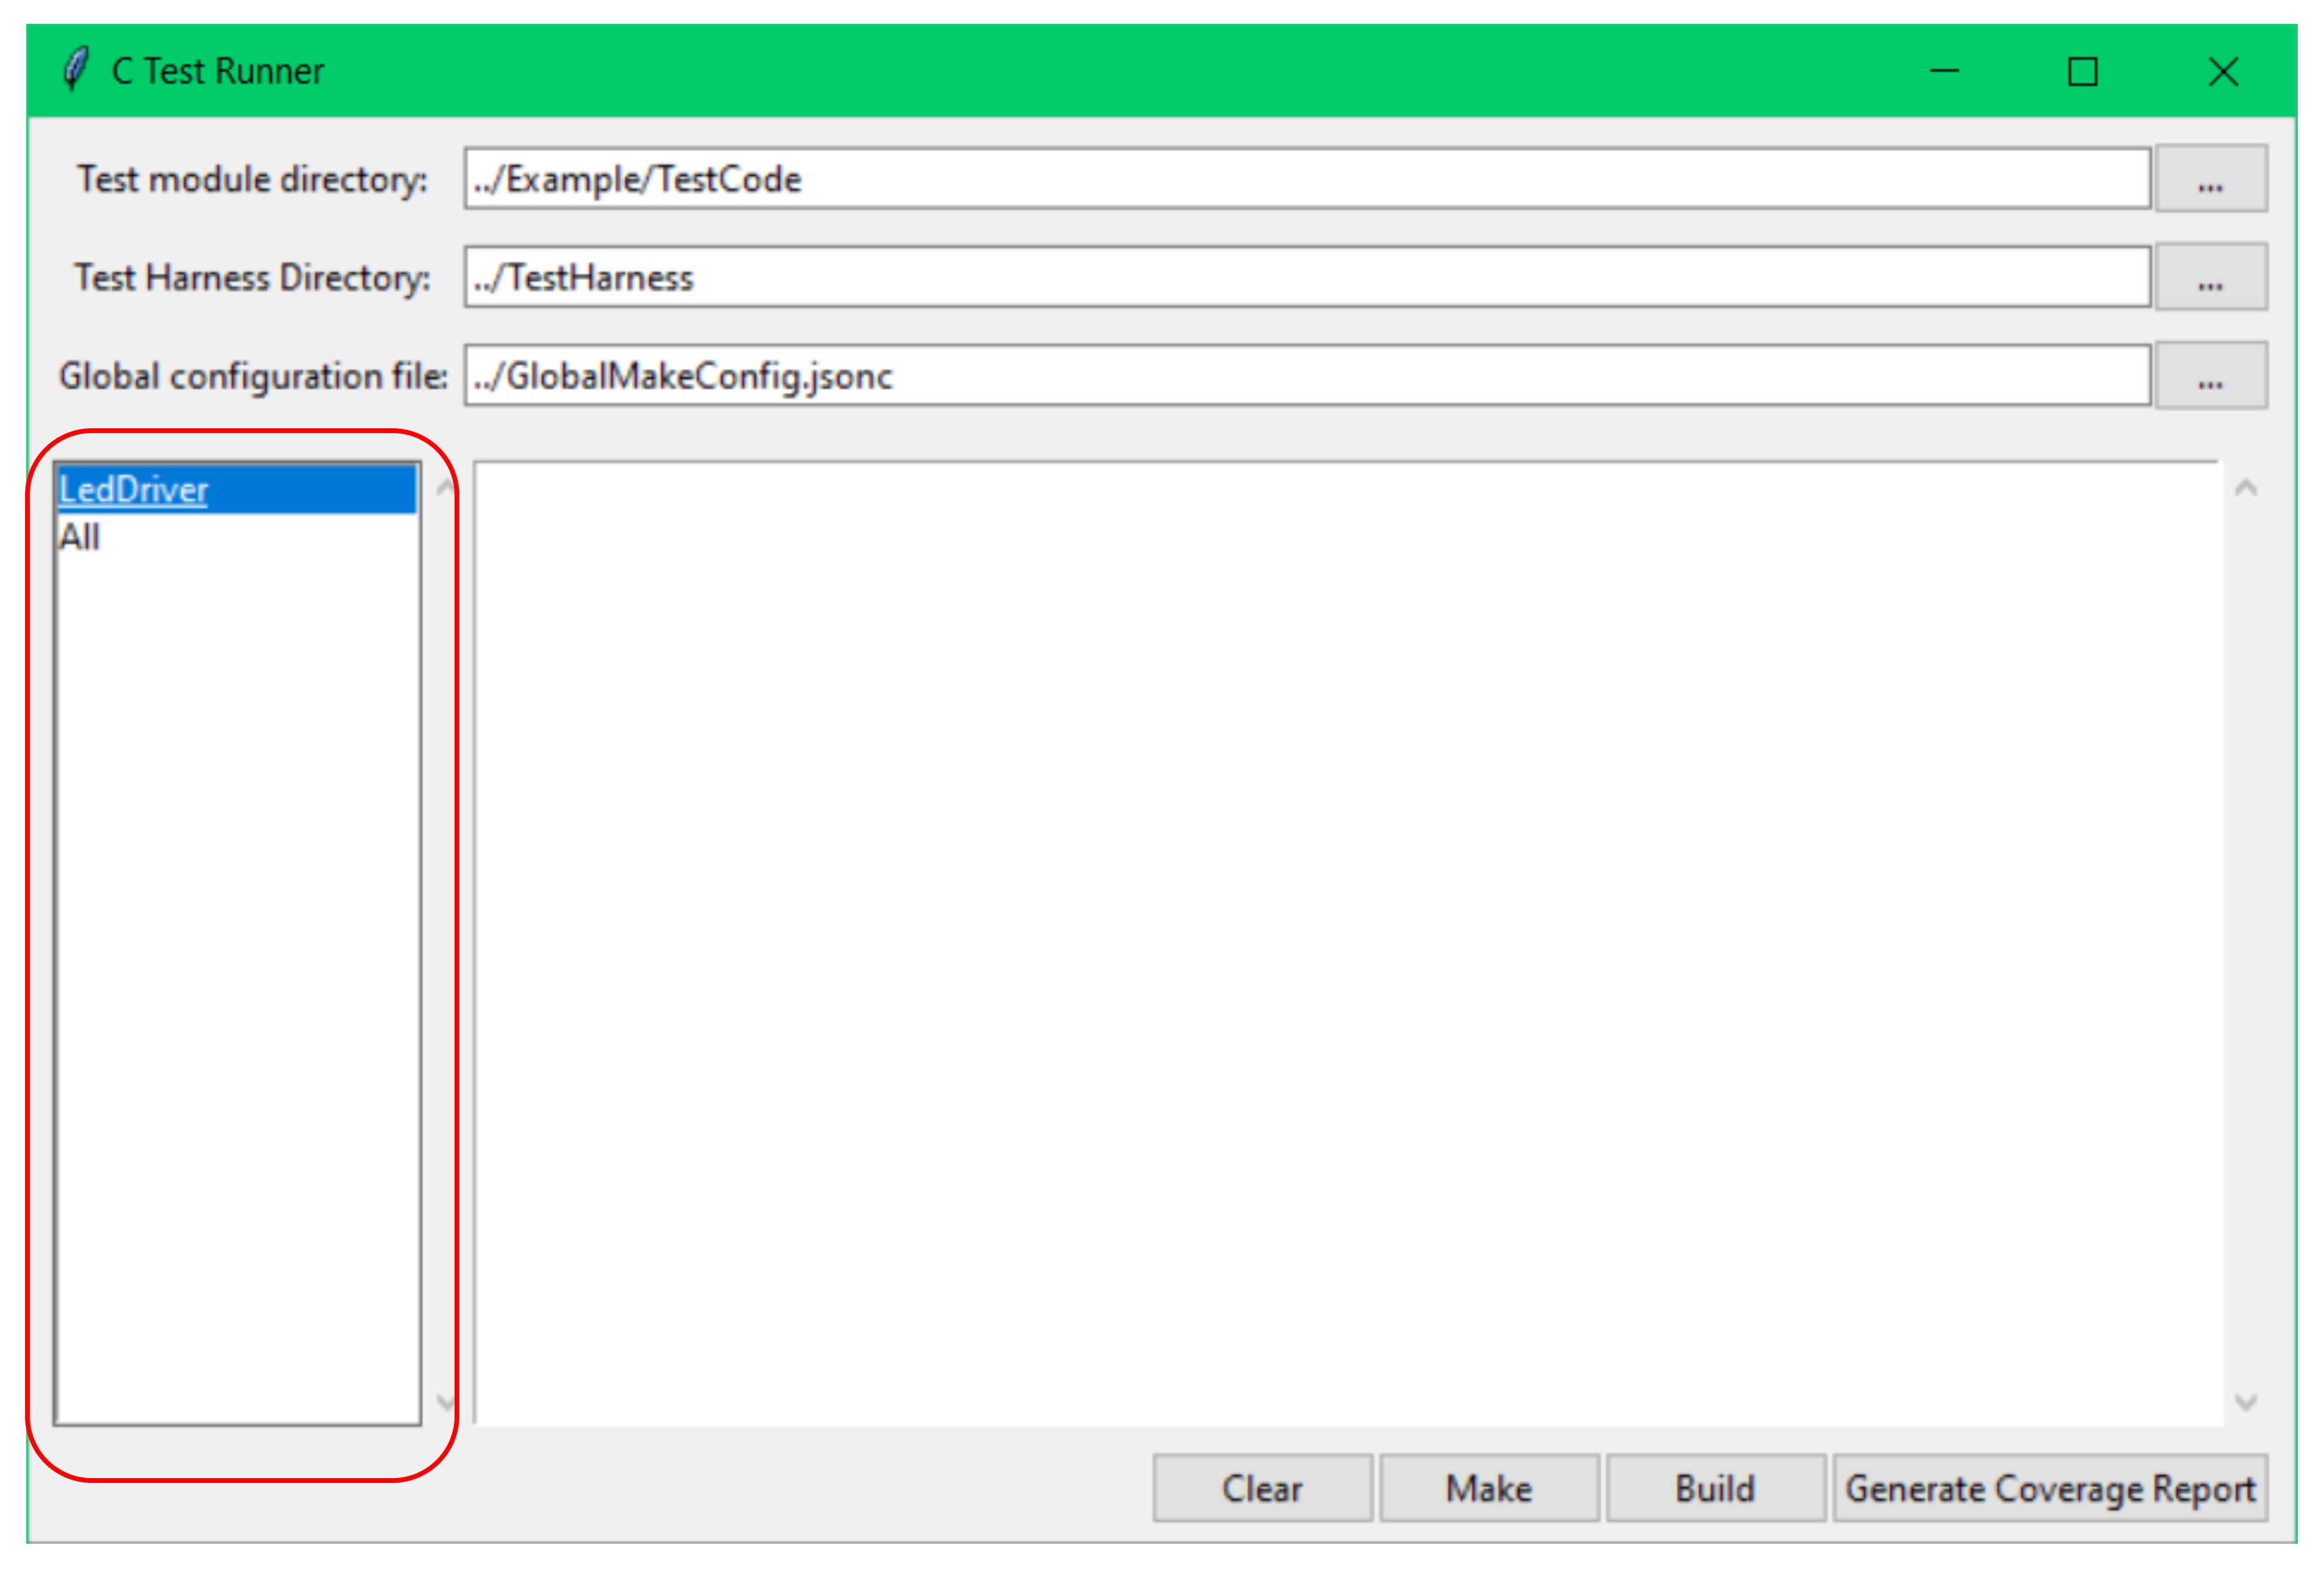 C Test Runner
Test module directory: ../Example/TestCode ...
Test Harness Directory: ../TestHarness ...
Global configuration file: ../GlobalMakeConfig.jsonc ...
LedDriver
All
Clear Make Build Generate Coverage Report